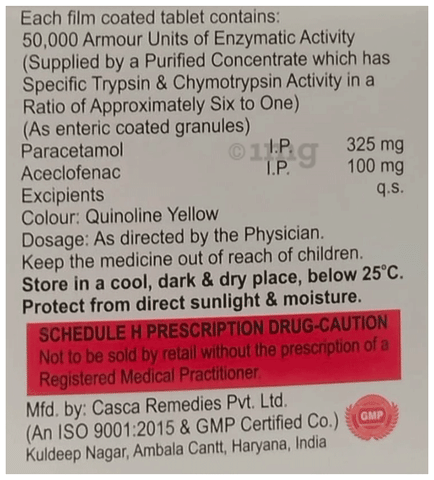 Each film coated tablet contains:
50,000 Armour Units of Enzymatic Activity
(Supplied by a Purified Concentrate which has
Specific Trypsin & Chymotrypsin Activity in a
Ratio of Approximately Six to One)
(As enteric coated granules)
Paracetamol I.P. 325 mg
Aceclofenac I.P. 100 mg
Excipients q.s.
© 1mg
Colour: Quinoline Yellow
Dosage: As directed by the Physician.
Keep the medicine out of reach of children.
Store in a cool, dark & dry place, below 25°C.
Protect from direct sunlight & moisture.
SCHEDULE H PRESCRIPTION DRUG-CAUTION
Not to be sold by retail without the prescription of a
Registered Medical Practitioner.
Mfd. by: Casca Remedies Pvt. Ltd.
(An ISO 9001:2015 & GMP Certified Co.)
Kuldeep Nagar, Ambala Cantt, Haryana, India
GMP